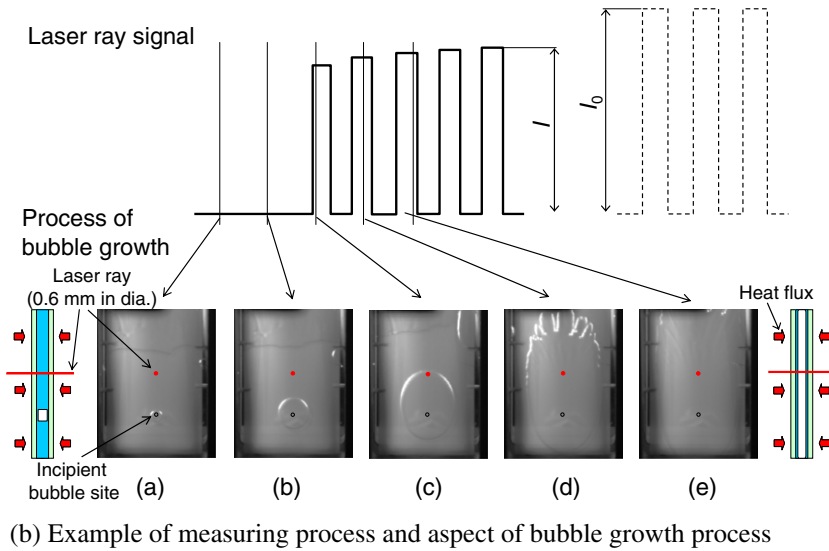 Laser ray signal
I
I0
Process of
bubble growth
Laser ray
(0.6 mm in dia.)
Heat flux
Incipient
bubble site
(a)
(b)
(c)
(d)
(e)
(b) Example of measuring process and aspect of bubble growth process